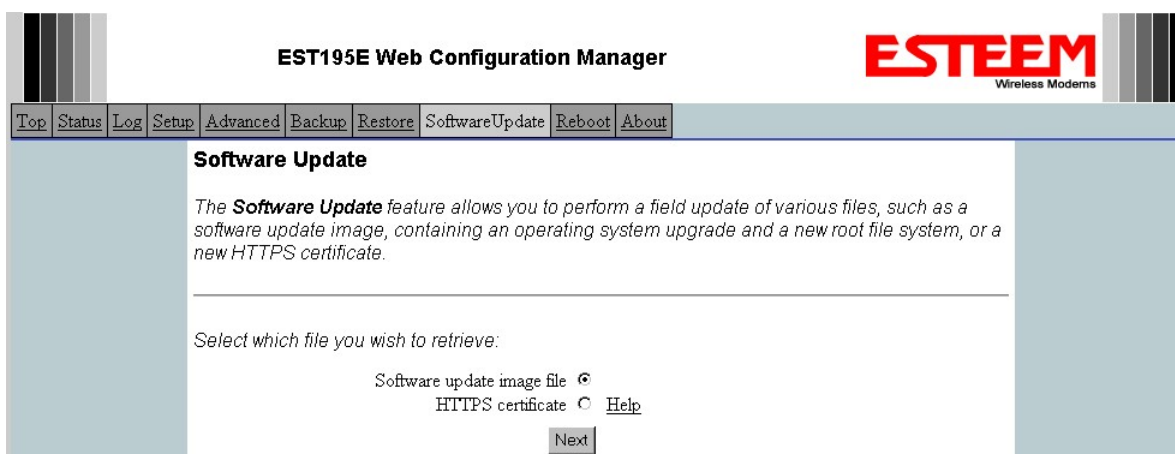 EST195E Web Configuration Manager
ESTEEM
Wireless Modems
Top Status Log Setup Advanced Backup Restore SoftwareUpdate Reboot About
Software Update
The Software Update feature allows you to perform a field update of various files, such as a
software update image, containing an operating system upgrade and a new root file system, or a
new HTTPS certificate.
Select which file you wish to retrieve:
Software update image file
HTTPS certificate Help
Next